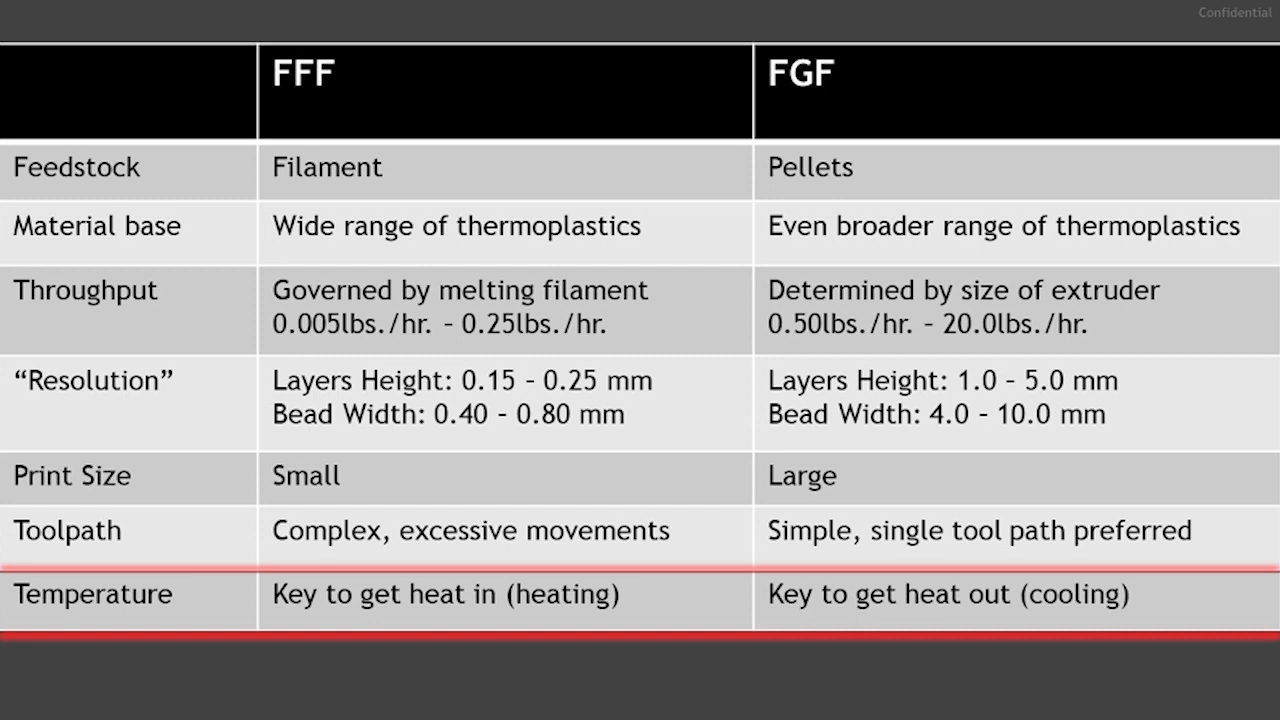 Confidential
FFF
FGF
Feedstock
Filament
Pellets
Material base
Wide range of thermoplastics
Even broader range of thermoplastics
Throughput
Governed by melting filament
0.005lbs./hr. – 0.25lbs./hr.
Determined by size of extruder
0.50lbs./hr. – 20.0lbs./hr.
“Resolution”
Layers Height: 0.15 – 0.25 mm
Bead Width: 0.40 – 0.80 mm
Layers Height: 1.0 – 5.0 mm
Bead Width: 4.0 – 10.0 mm
Print Size
Small
Large
Toolpath
Complex, excessive movements
Simple, single tool path preferred
Temperature
Key to get heat in (heating)
Key to get heat out (cooling)